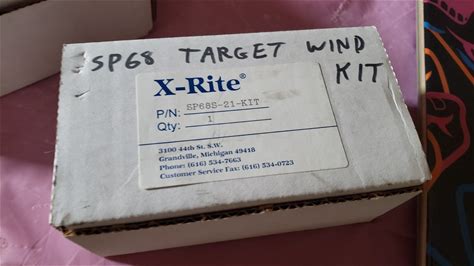 SP68 TARGET WIND
KIT
X-Rite®
P/N: SP68S-21-KIT
Qty: 1
3100 44th St. S.W.
Grandville, Michigan 49418
Phone: (616) 534-7663
Customer Service Fax: (616) 534-0723